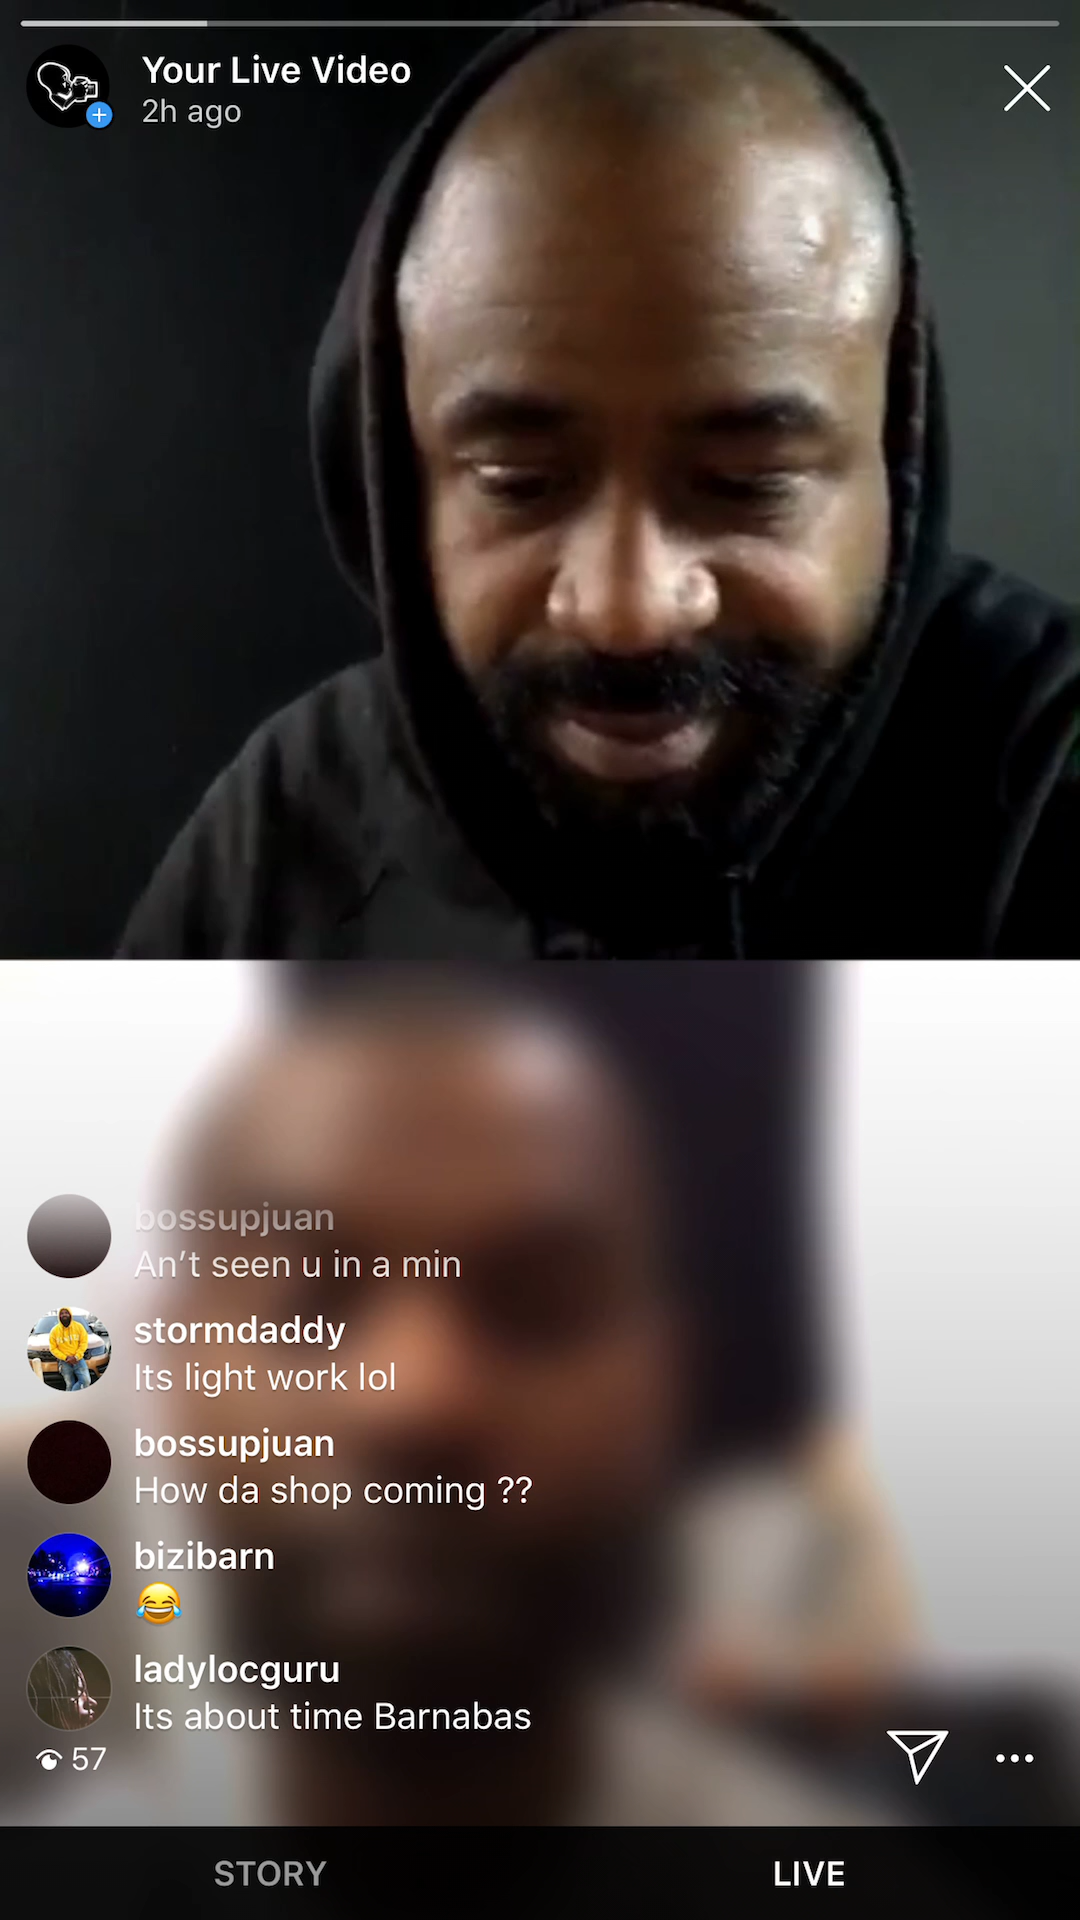 Your Live Video
2h ago
bossupjuan
An't seen u in a min
stormdaddy
Its light work lol
bossupjuan
How da shop coming ??
bizibarn
😂
ladylocguru
Its about time Barnabas
57
STORY
LIVE